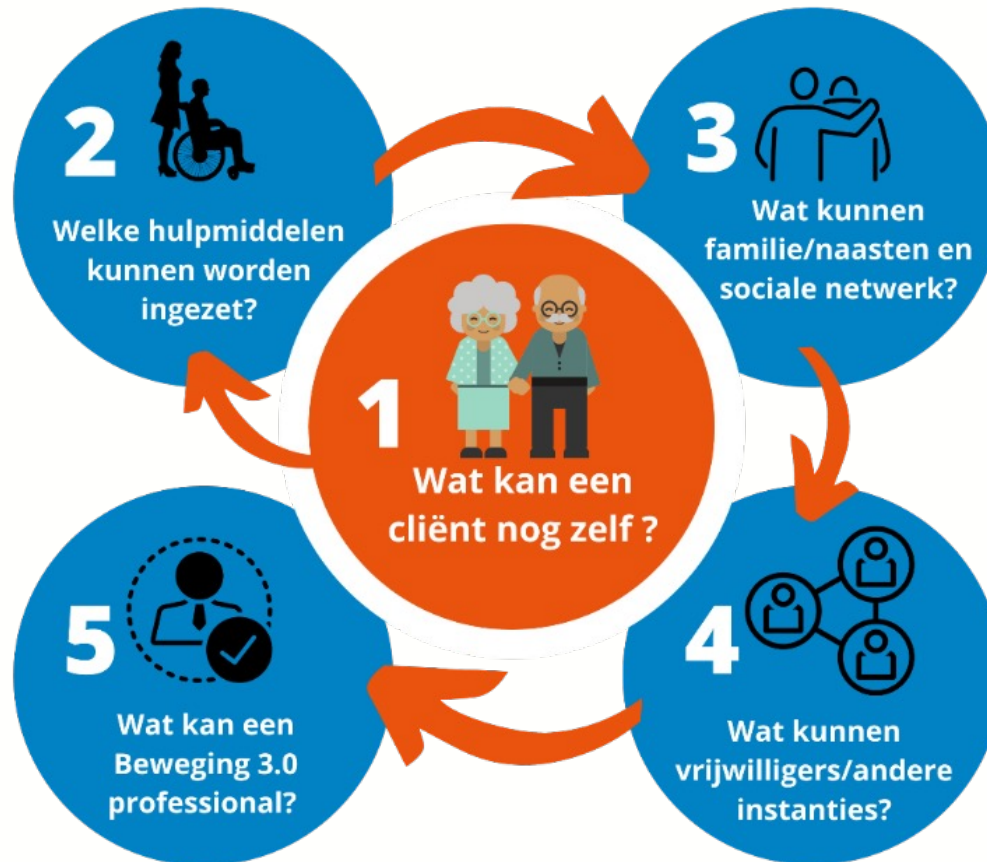 1
Wat kan een
cliënt nog zelf ?
2
Welke hulpmiddelen
kunnen worden
ingezet?
3
Wat kunnen
familie/naasten en
sociale netwerk?
4
Wat kunnen
vrijwilligers/andere
instanties?
5
Wat kan een
Beweging 3.0
professional?